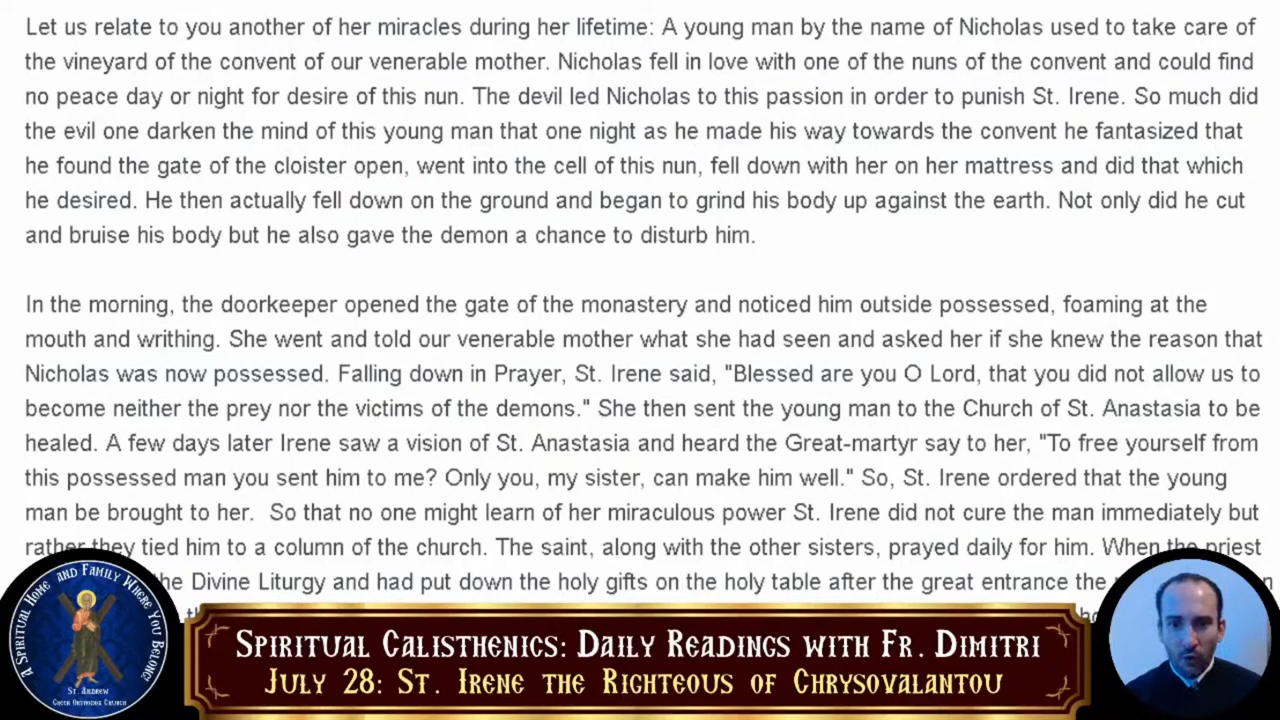 Let us relate to you another of her miracles during her lifetime: A young man by the name of Nicholas used to take care of
the vineyard of the convent of our venerable mother. Nicholas fell in love with one of the nuns of the convent and could find
no peace day or night for desire of this nun. The devil led Nicholas to this passion in order to punish St. Irene. So much did
the evil one darken the mind of this young man that one night as he made his way towards the convent he fantasized that
he found the gate of the cloister open, went into the cell of this nun, fell down with her on her mattress and did that which
he desired. He then actually fell down on the ground and began to grind his body up against the earth. Not only did he cut
and bruise his body but he also gave the demon a chance to disturb him.
In the morning, the doorkeeper opened the gate of the monastery and noticed him outside possessed, foaming at the
mouth and writhing. She went and told our venerable mother what she had seen and asked her if she knew the reason that
Nicholas was now possessed. Falling down in Prayer, St. Irene said, "Blessed are you O Lord, that you did not allow us to
become neither the prey nor the victims of the demons." She then sent the young man to the Church of St. Anastasia to be
healed. A few days later Irene saw a vision of St. Anastasia and heard the Great-martyr say to her, "To free yourself from
this possessed man you sent him to me? Only you, my sister, can make him well." So, St. Irene ordered that the young
man be brought to her. So that no one might learn of her miraculous power St. Irene did not cure the man immediately but
rather they tied him to a column of the church. The saint, along with the other sisters, prayed daily for him. When the priest
the Divine Liturgy and had put down the holy gifts on the holy table after the great entrance the
A Spiritual Home and Family Where You Belong!
St. Andrew
Greek Orthodox Church
Spiritual Calisthenics: Daily Readings with Fr. Dimitri
July 28: St. Irene the Righteous of Chrysovalantou